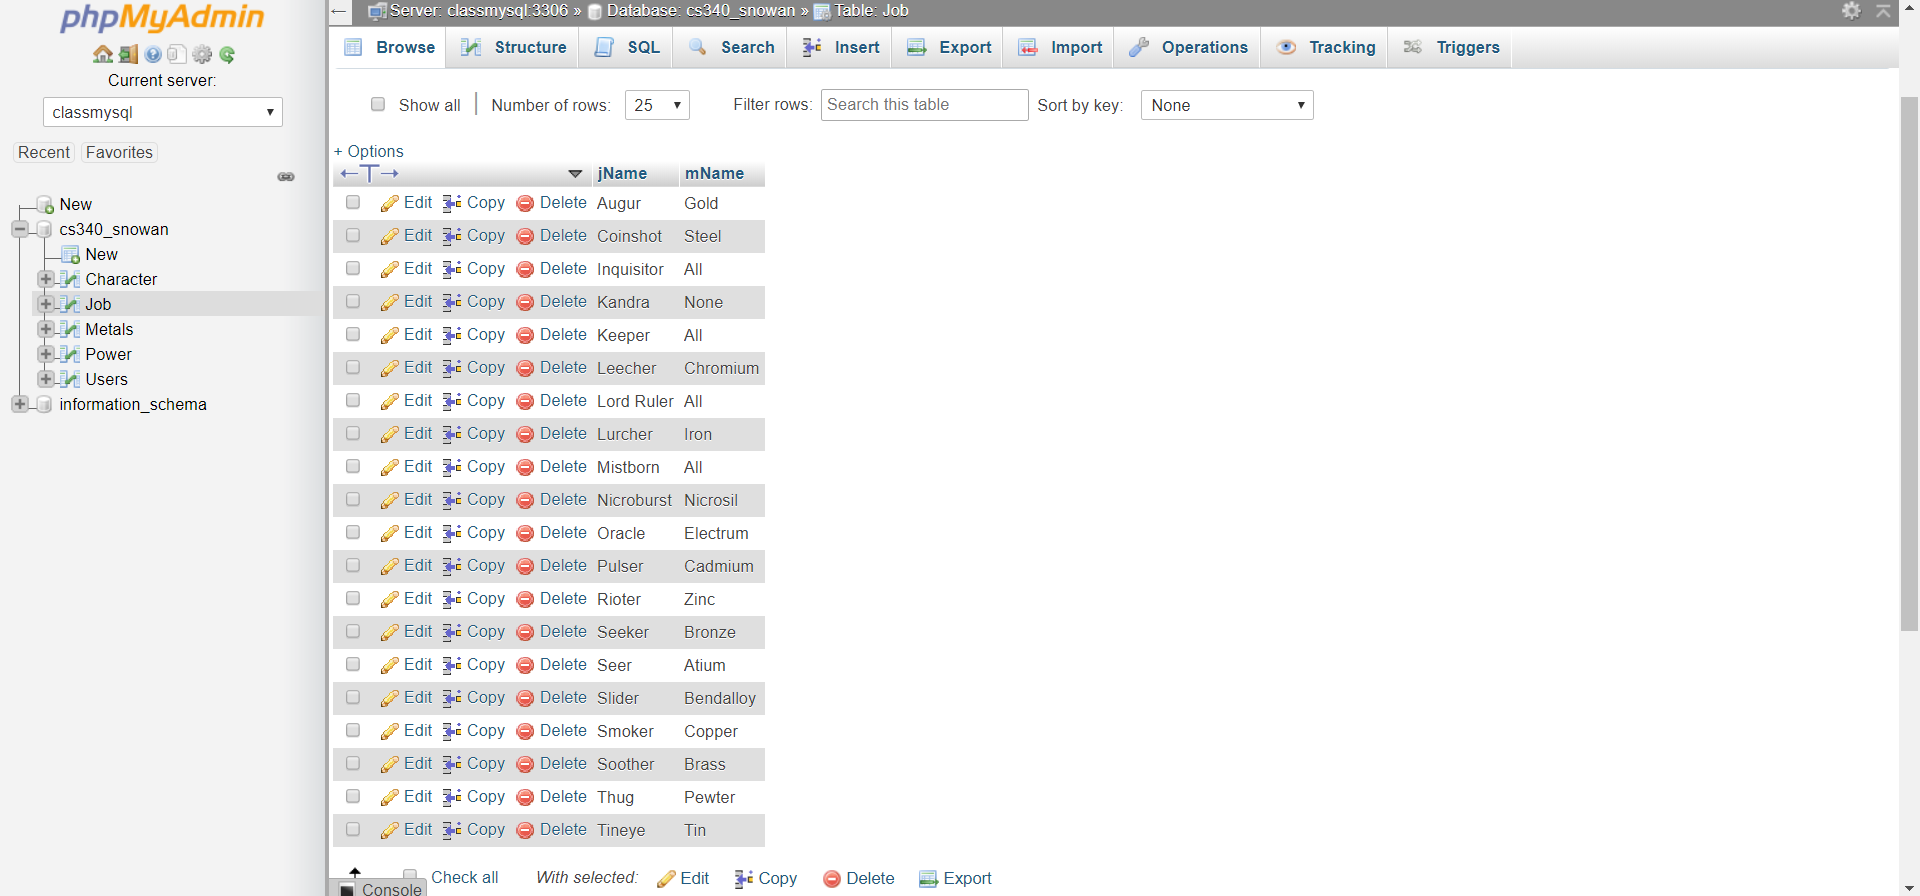 phpMyAdmin
Current server:
classmysql
Recent Favorites
New
cs340_snowan
New
Character
Job
Metals
Power
Users
information_schema
Server: classmysql:3306 » Database: cs340_snowan » Table: Job
Browse Structure SQL Search Insert Export Import Operations Tracking Triggers
Show all Number of rows: 25 Filter rows: Search this table Sort by key: None
+ Options
jName mName
Edit Copy Delete Augur Gold
Edit Copy Delete Coinshot Steel
Edit Copy Delete Inquisitor All
Edit Copy Delete Kandra None
Edit Copy Delete Keeper All
Edit Copy Delete Leecher Chromium
Edit Copy Delete Lord Ruler All
Edit Copy Delete Lurcher Iron
Edit Copy Delete Mistborn All
Edit Copy Delete Nicroburst Nicrosil
Edit Copy Delete Oracle Electrum
Edit Copy Delete Pulser Cadmium
Edit Copy Delete Rioter Zinc
Edit Copy Delete Seeker Bronze
Edit Copy Delete Seer Atium
Edit Copy Delete Slider Bendalloy
Edit Copy Delete Smoker Copper
Edit Copy Delete Soother Brass
Edit Copy Delete Thug Pewter
Edit Copy Delete Tineye Tin
Check all With selected: Edit Copy Delete Export
Console